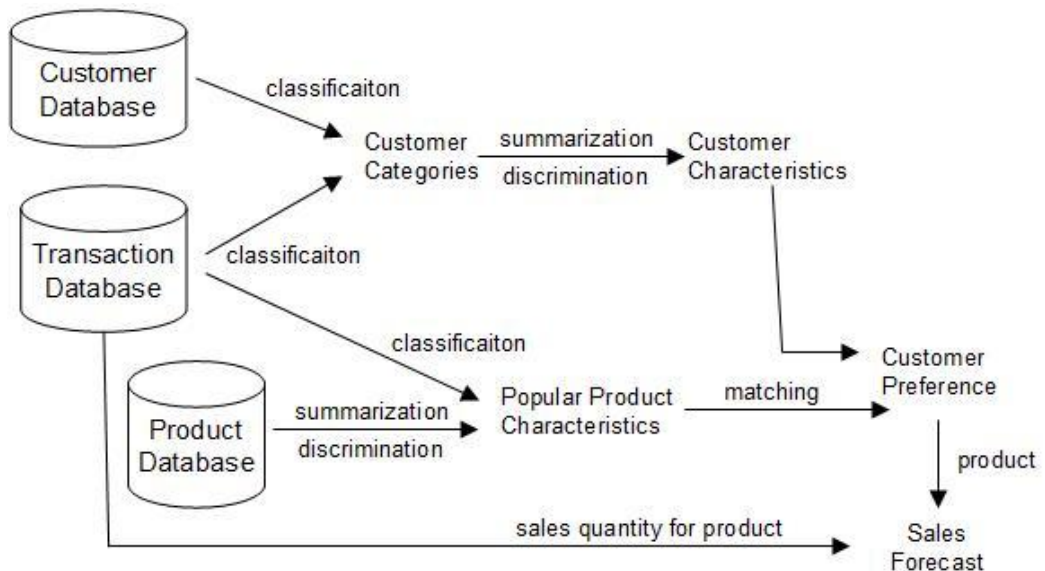 Customer
Database
classificaiton
Customer
Categories
summarization
discrimination
Customer
Characteristics
Transaction
Database
classificaiton
classificaiton
Product
Database
summarization
discrimination
Popular Product
Characteristics
matching
Customer
Preference
product
sales quantity for product
Sales
Forecast